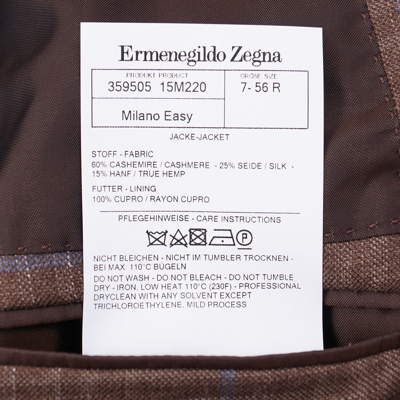 Ermenegildo Zegna
PRODUKT PRODUCT GRÖßE SIZE
359505 15M220 7- 56 R
Milano Easy
JACKE-JACKET
STOFF - FABRIC
60% CASHEMIRE / CASHMERE - 25% SEIDE / SILK -
15% HANF / TRUE HEMP
FUTTER - LINING
100% CUPRO / RAYON CUPRO
PFLEGEHINWEISE - CARE INSTRUCTIONS
P
NICHT BLEICHEN - NICHT IM TUMBLER TROCKNEN -
BEI MAX. 110°C BÜGELN
DO NOT WASH - DO NOT BLEACH - DO NOT TUMBLE
DRY - IRON, LOW HEAT 110°C (230F) - PROFESSIONAL
DRYCLEAN WITH ANY SOLVENT EXCEPT
TRICHLOROETHYLENE, MILD PROCESS